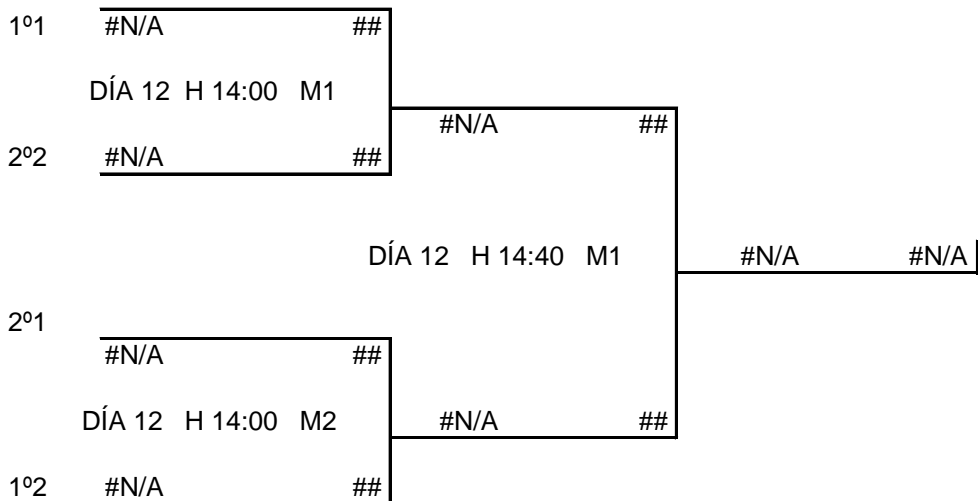 1º1 #N/A ##
DÍA 12 H 14:00 M1
#N/A ##
2º2 #N/A ##
DÍA 12 H 14:40 M1 #N/A #N/A
2º1
#N/A ##
DÍA 12 H 14:00 M2 #N/A ##
1º2 #N/A ##